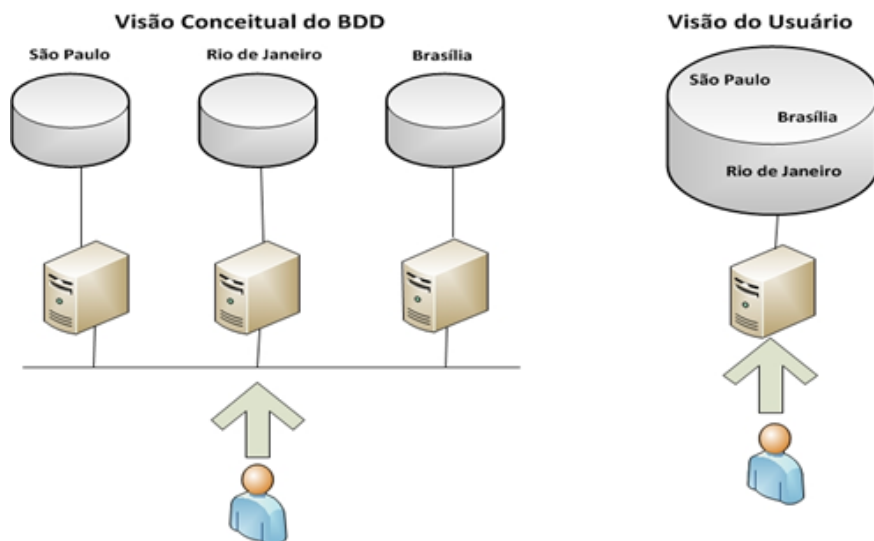 Visão Conceitual do BDD
São Paulo
Rio de Janeiro
Brasília
Visão do Usuário
São Paulo
Brasília
Rio de Janeiro